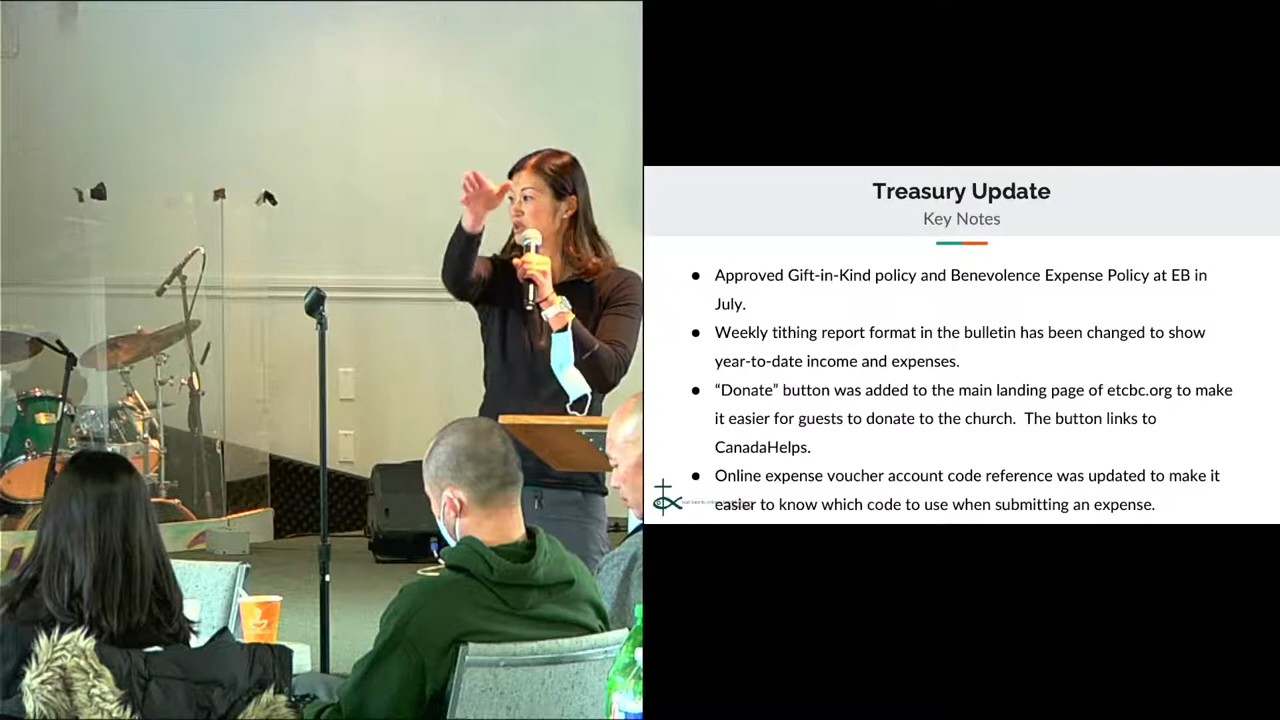 Treasury Update
Key Notes
● Approved Gift-in-Kind policy and Benevolence Expense Policy at EB in
July.
● Weekly tithing report format in the bulletin has been changed to show
year-to-date income and expenses.
● “Donate” button was added to the main landing page of etcbc.org to make
it easier for guests to donate to the church.  The button links to
CanadaHelps.
● Online expense voucher account code reference was updated to make it
easier to know which code to use when submitting an expense.